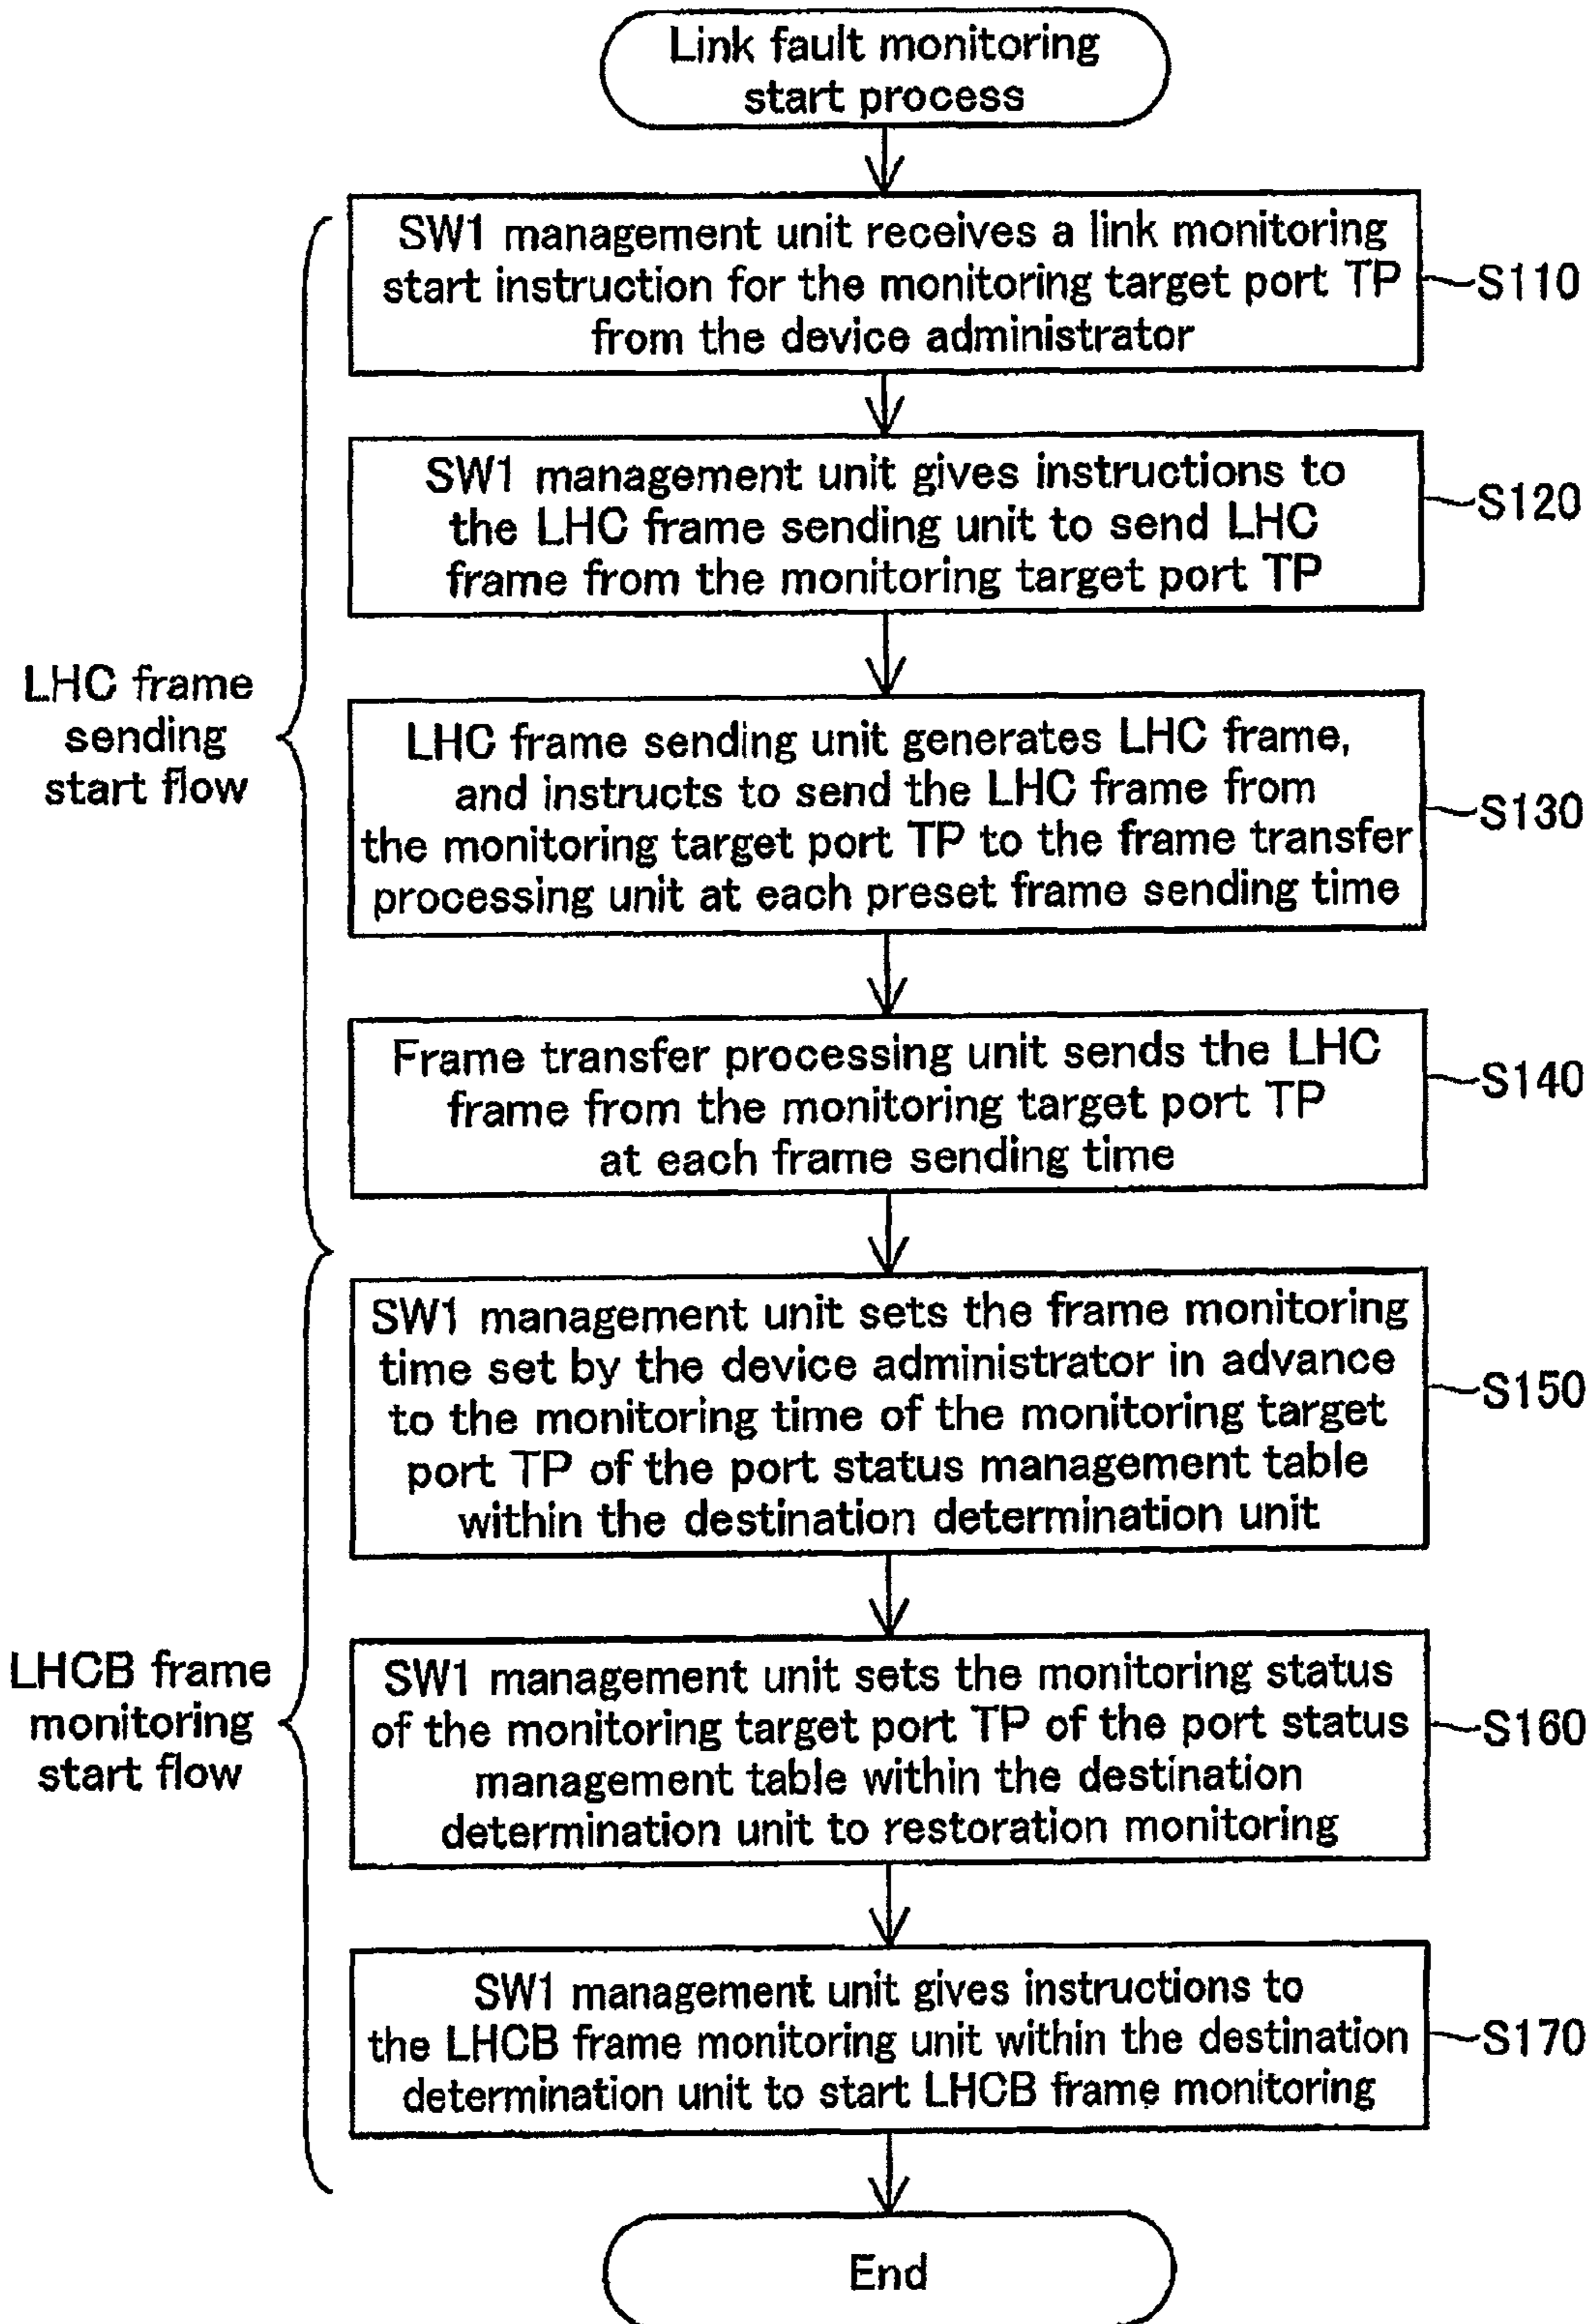 Link fault monitoring
start process
SW1 management unit receives a link monitoring
start instruction for the monitoring target port TP
from the device administrator
S110
SW1 management unit gives instructions to
the LHC frame sending unit to send LHC
frame from the monitoring target port TP
S120
LHC frame
sending
start flow
LHC frame sending unit generates LHC frame,
and instructs to send the LHC frame from
the monitoring target port TP to the frame transfer
processing unit at each preset frame sending time
S130
Frame transfer processing unit sends the LHC
frame from the monitoring target port TP
at each frame sending time
S140
SW1 management unit sets the frame monitoring
time set by the device administrator in advance
to the monitoring time of the monitoring target
port TP of the port status management table
within the destination determination unit
S150
LHCB frame
monitoring
start flow
SW1 management unit sets the monitoring status
of the monitoring target port TP of the port status
management table within the destination
determination unit to restoration monitoring
S160
SW1 management unit gives instructions to
the LHCB frame monitoring unit within the destination
determination unit to start LHCB frame monitoring
S170
End